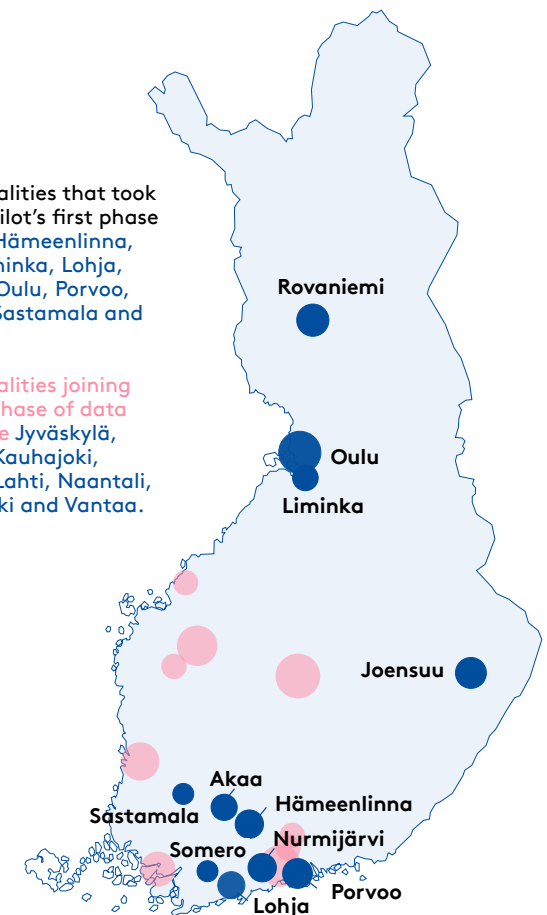 alities that took
ilot's first phase
Hämeenlinna,
ninka, Lohja,
Oulu, Porvoo,
Sastamala and
alities joining
hase of data
e Jyväskylä,
Kauhajoki,
Lahti, Naantali,
ki and Vantaa.
Rovaniemi
Oulu
Liminka
Joensuu
Akaa
Sastamala
Hämeenlinna
Nurmijärvi
Somero
Porvoo
Lohja